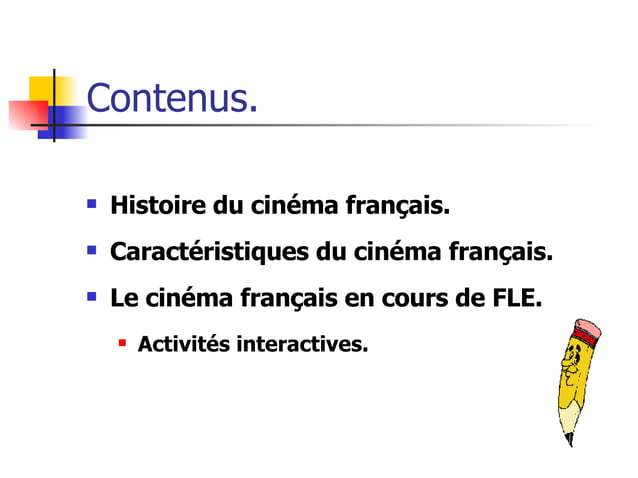 Contenus.
Histoire du cinéma français.
Caractéristiques du cinéma français.
Le cinéma français en cours de FLE.
Activités interactives.